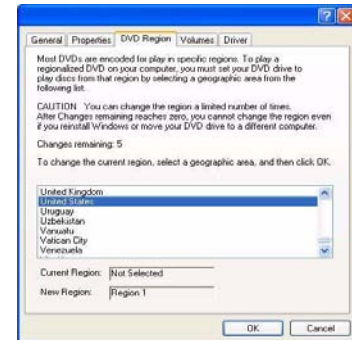 General Properties DVD Region Volumes Driver
Most DVDs are encoded for play in specific regions. To play a
regionalized DVD on your computer, you must set your DVD drive to
play discs from that region by selecting a geographic area from the
following list.
CAUTION You can change the region a limited number of times.
After Changes remaining reaches zero, you cannot change the region even
if you reinstall Windows or move your DVD drive to a different computer.
Changes remaining: 5
To change the current region, select a geographic area, and then click OK.
United Kingdom
United States
Uruguay
Uzbekistan
Vanuatu
Vatican City
Venezuela
Current Region: Not Selected
New Region: Region 1
OK Cancel